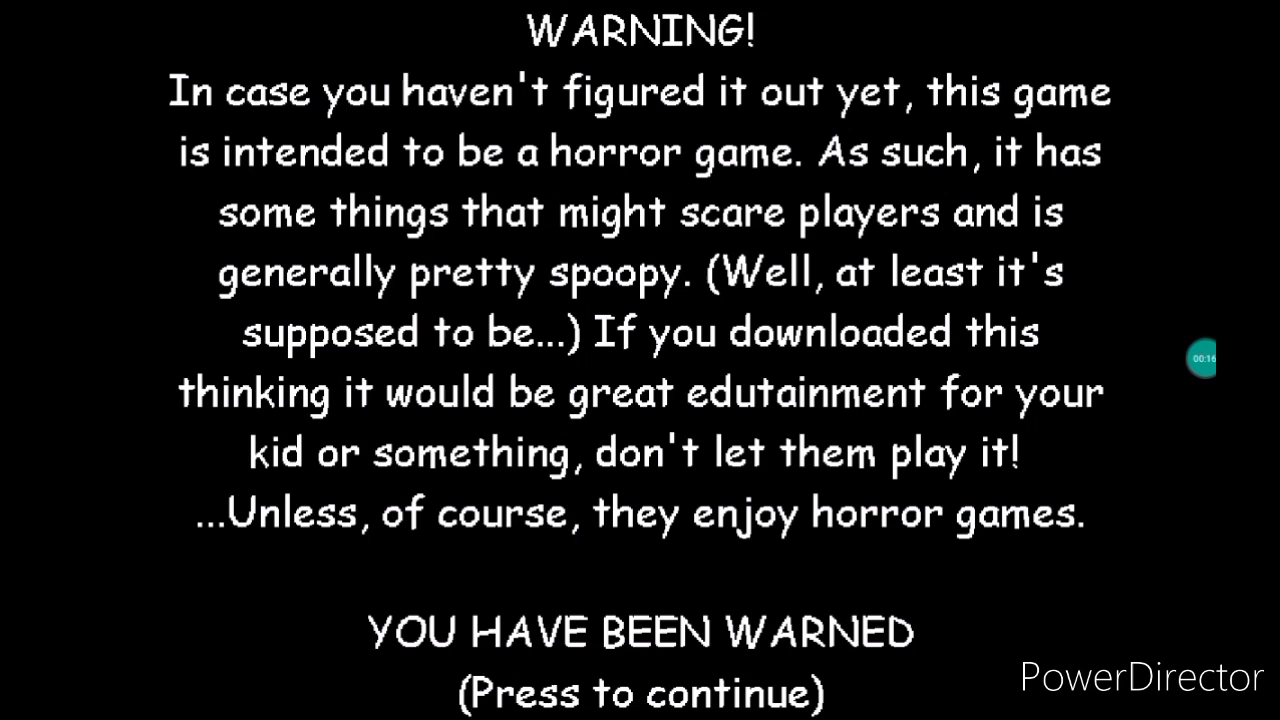 WARNING!
In case you haven't figured it out yet, this game
is intended to be a horror game. As such, it has
some things that might scare players and is
generally pretty spoopy. (Well, at least it's
supposed to be...) If you downloaded this
thinking it would be great edutainment for your
kid or something, don't let them play it!
...Unless, of course, they enjoy horror games.
YOU HAVE BEEN WARNED
(Press to continue)
00:16
PowerDirector